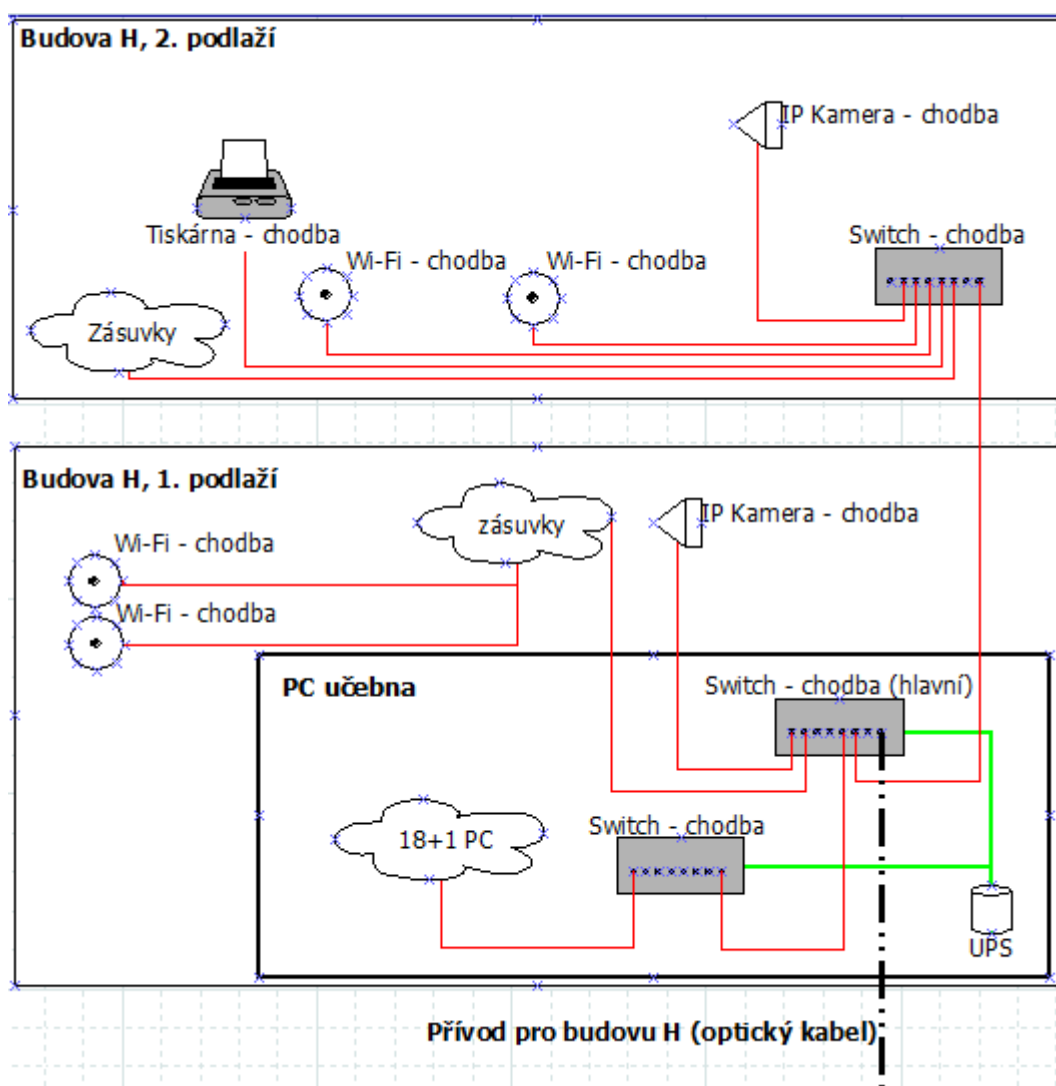 Budova H, 2. podlaží
IP Kamera - chodba
Tiskárna - chodba
Switch - chodba
Wi-Fi - chodba
Wi-Fi - chodba
Zásuvky
Budova H, 1. podlaží
zásuvky
IP Kamera - chodba
Wi-Fi - chodba
Wi-Fi - chodba
PC učebna
Switch - chodba (hlavní)
18+1 PC
Switch - chodba
UPS
Přívod pro budovu H (optický kabel)